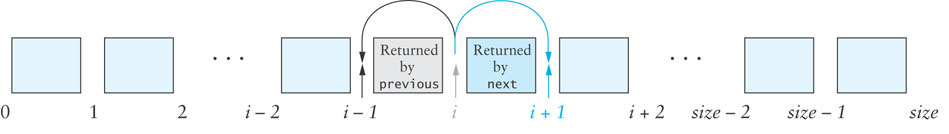 Returned by previous
Returned by next
. . .
. . .
0 1 2 i – 2 i – 1 i i + 1 i + 2 size – 2 size – 1 size